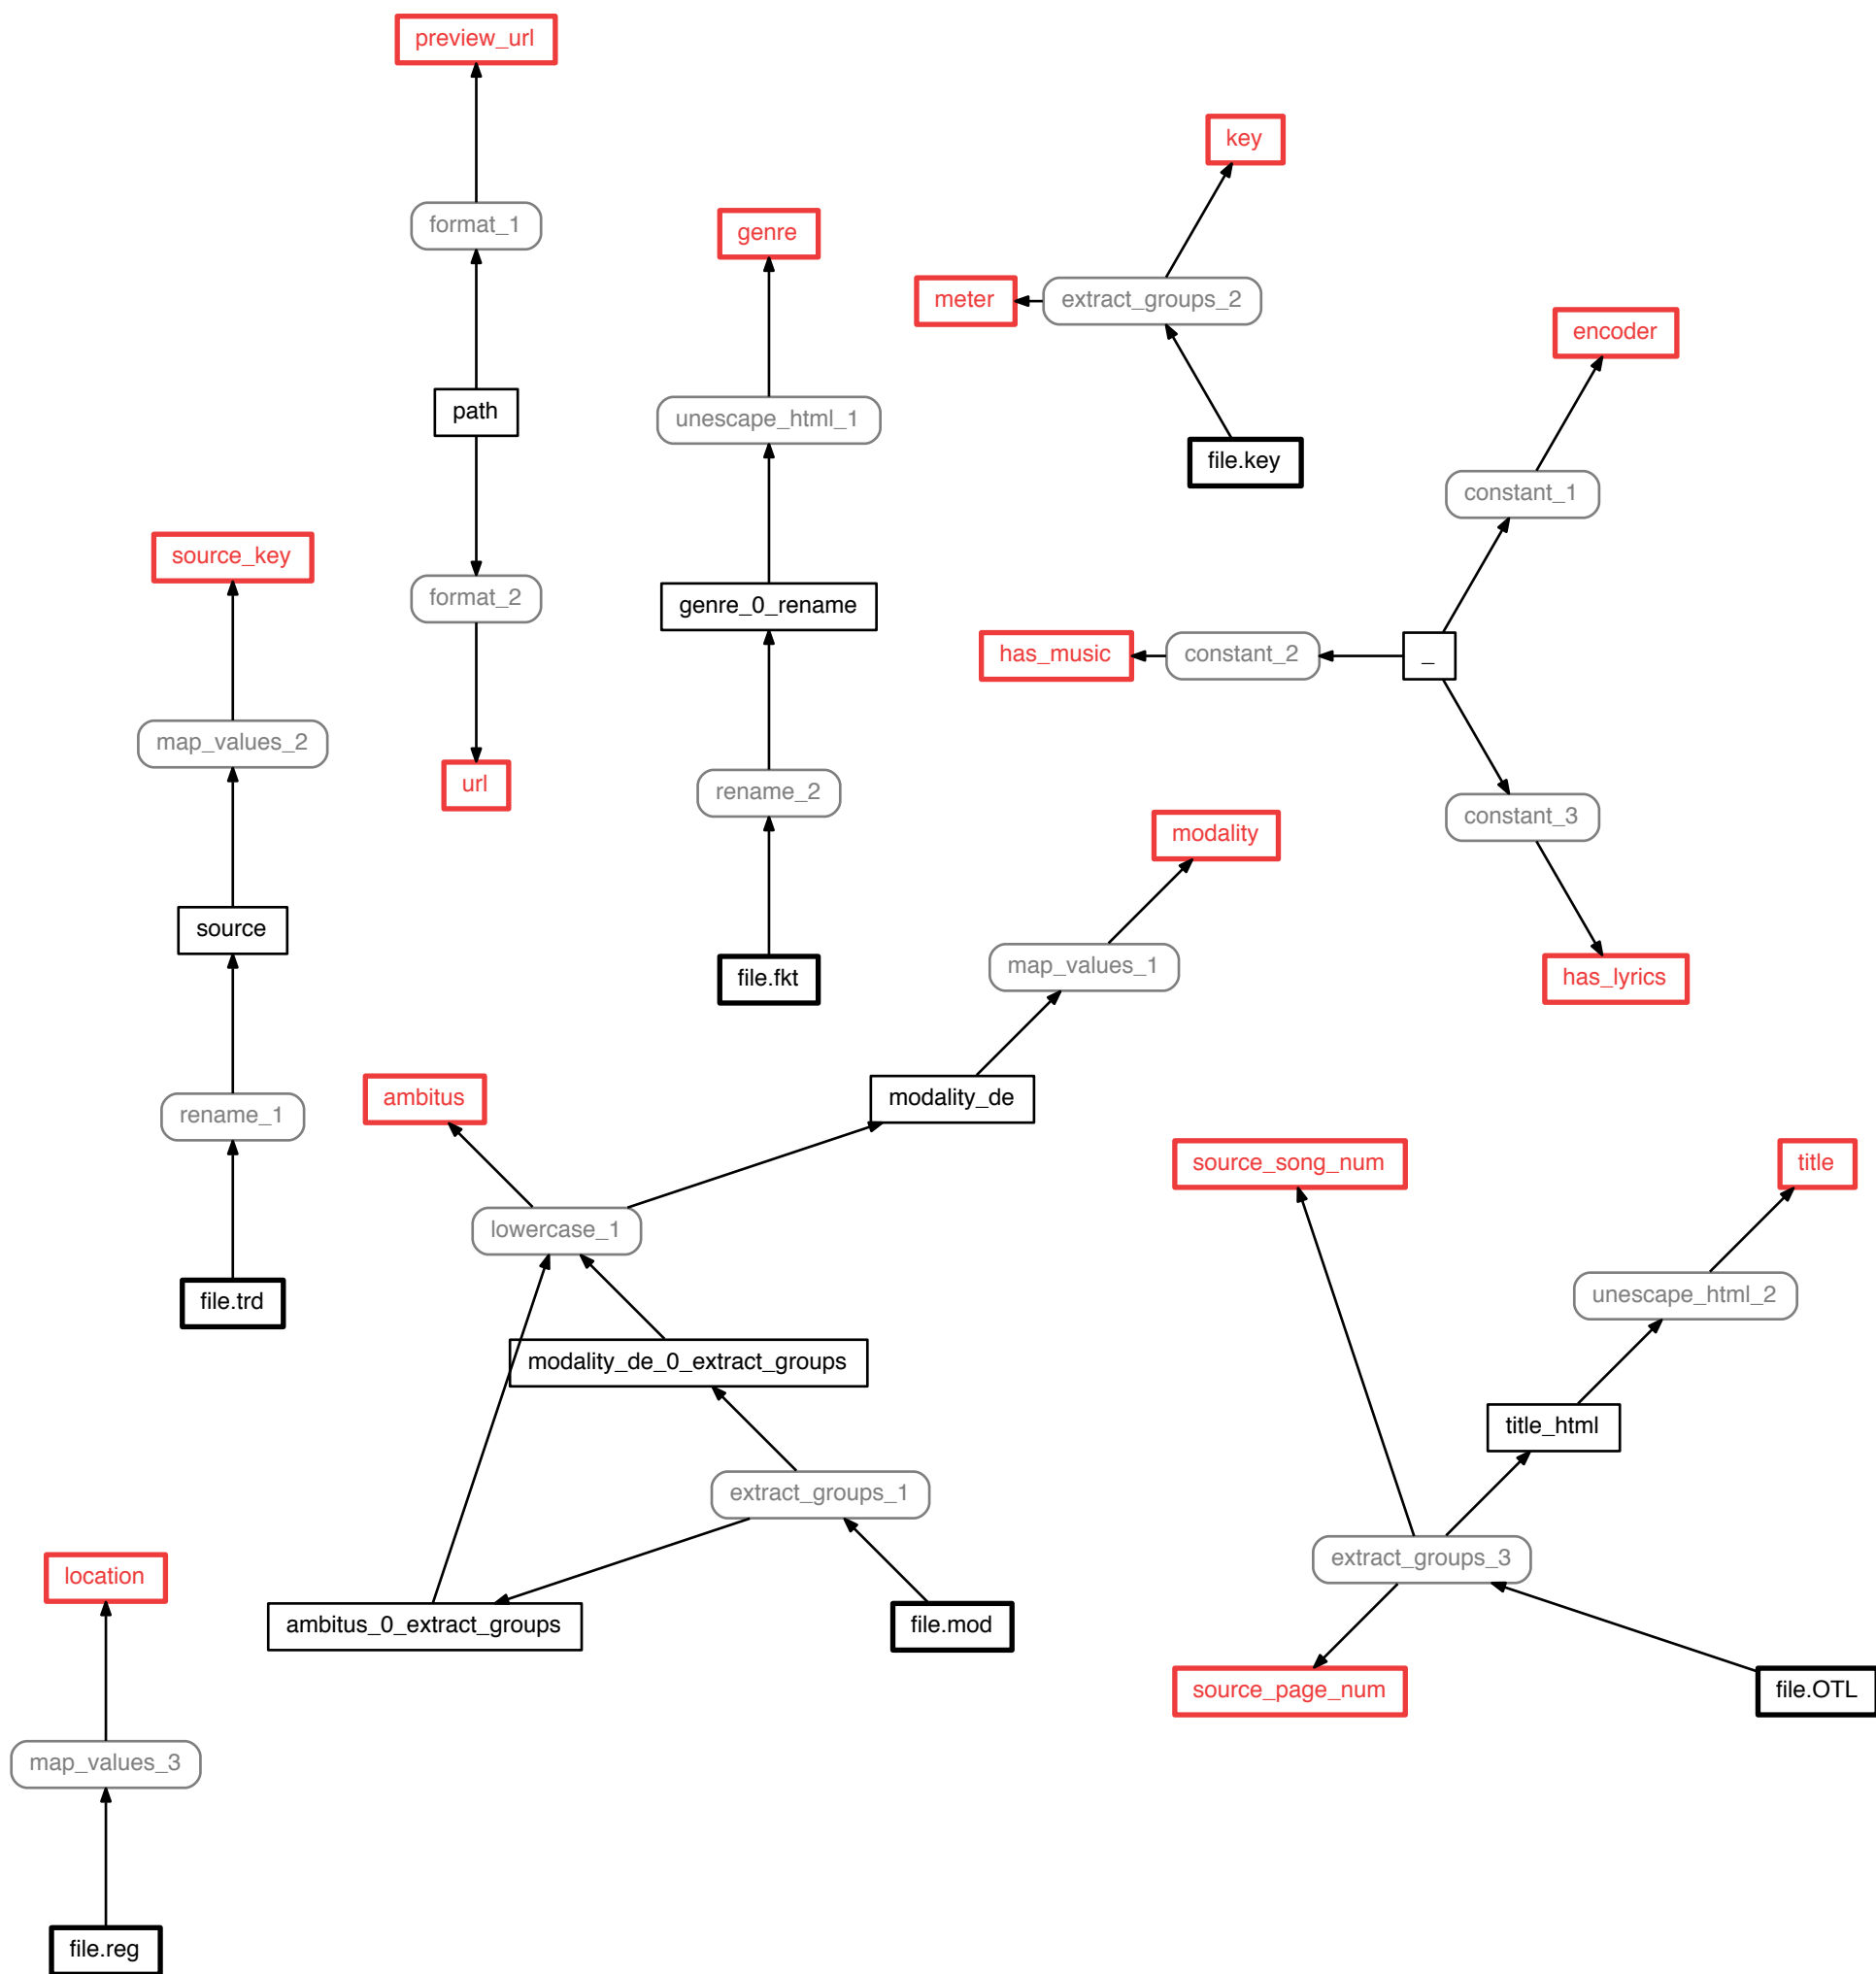 preview_url
key
format_1
genre
meter
extract_groups_2
encoder
path
unescape_html_1
file.key
constant_1
source_key
format_2
genre_0_rename
has_music
constant_2
_
map_values_2
url
rename_2
constant_3
modality
source
file.fkt
map_values_1
has_lyrics
ambitus
modality_de
rename_1
source_song_num
title
lowercase_1
file.trd
unescape_html_2
modality_de_0_extract_groups
title_html
extract_groups_1
location
extract_groups_3
ambitus_0_extract_groups
file.mod
source_page_num
file.OTL
map_values_3
file.reg